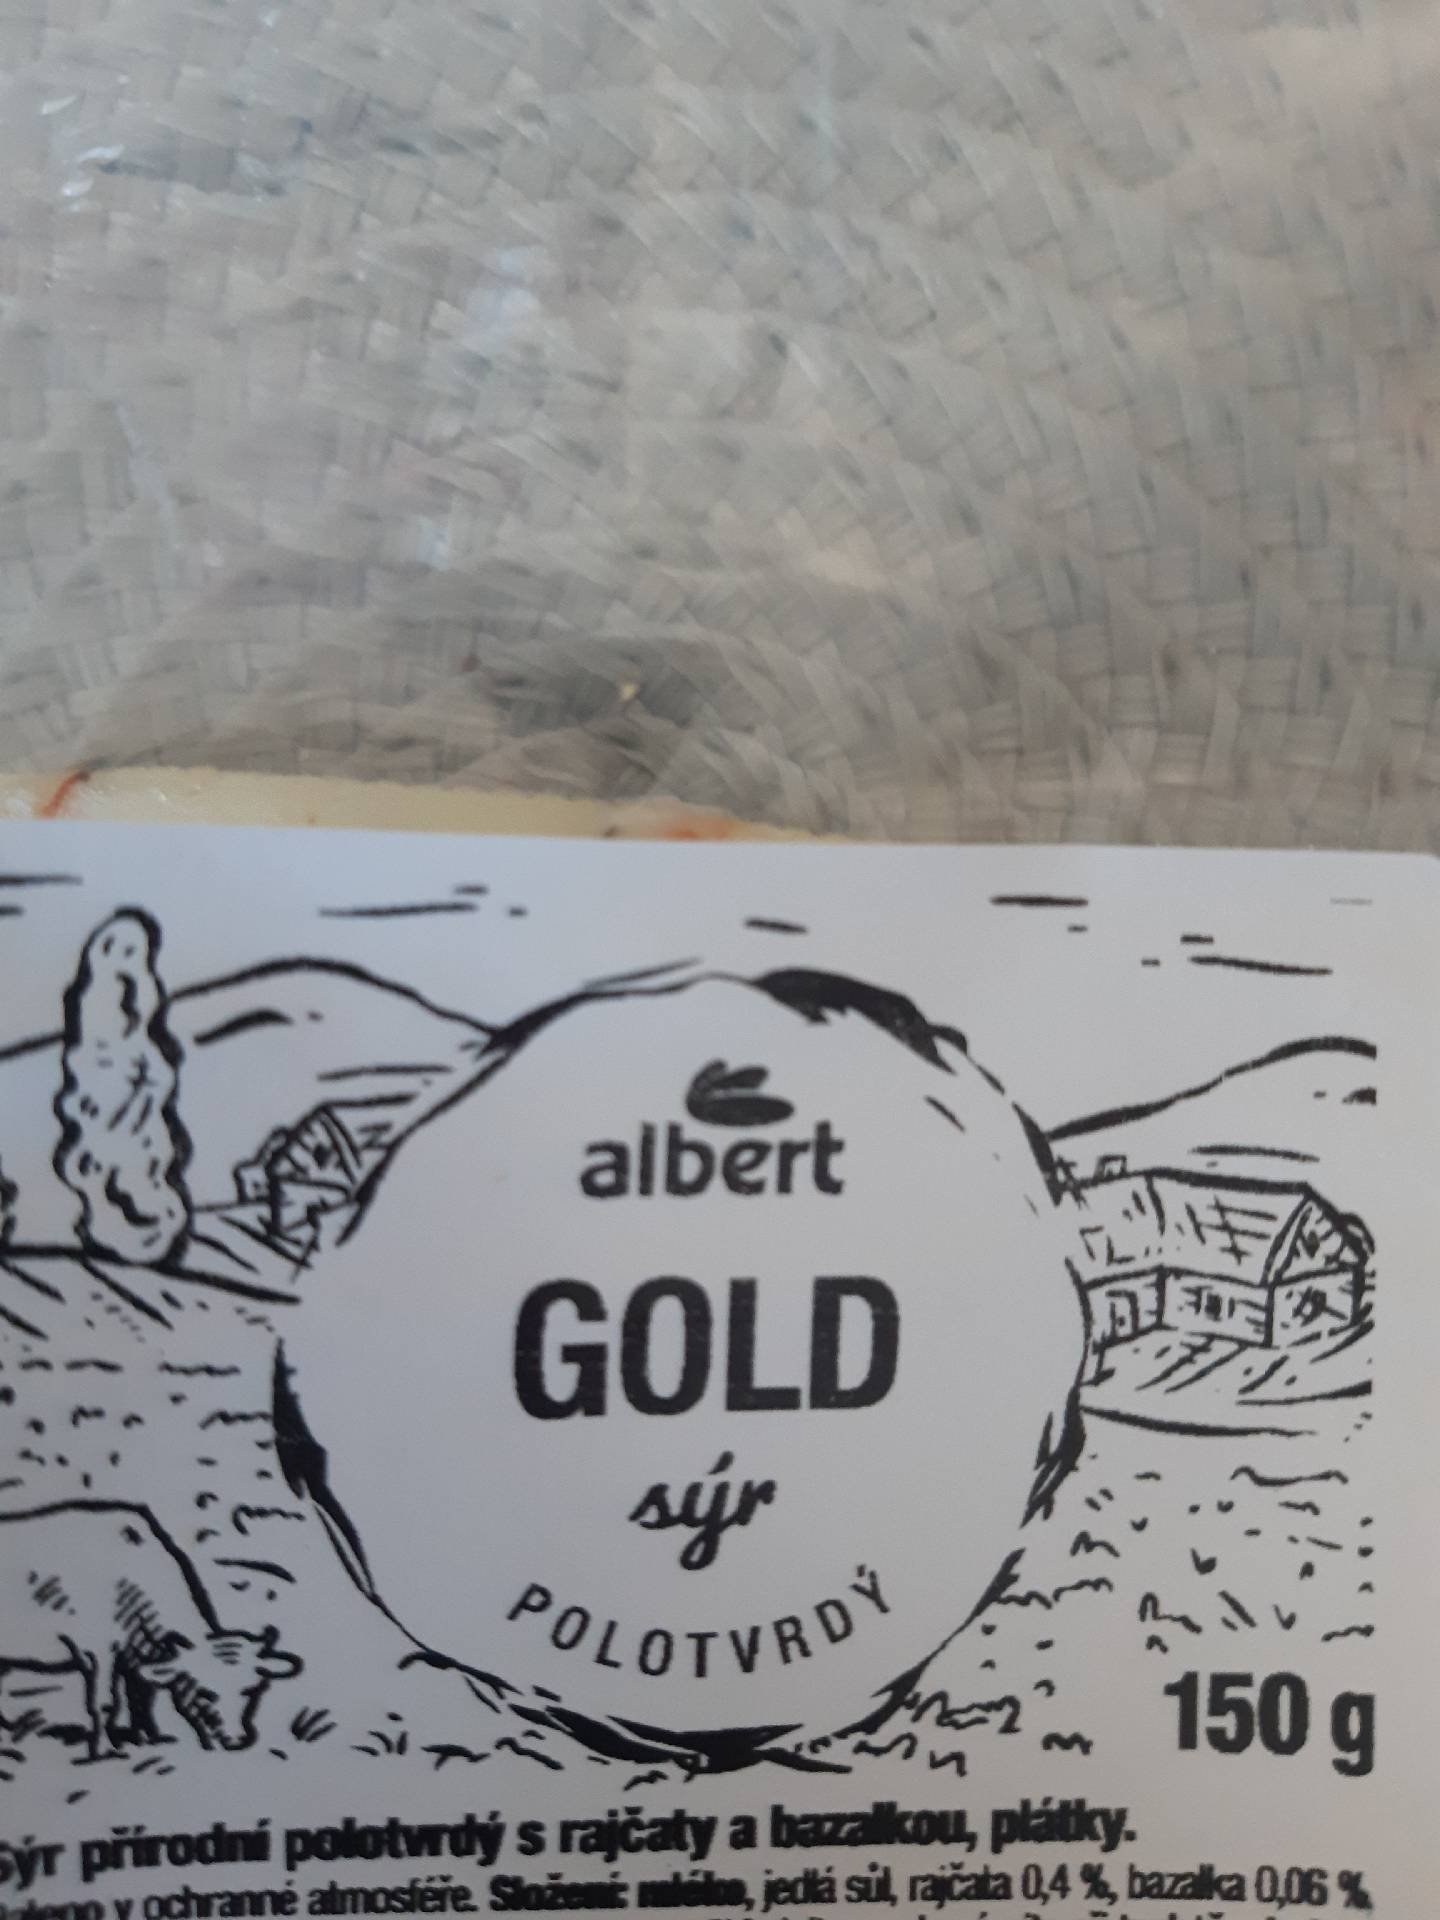 albert
GOLD
sýr
POLOTVRDÝ
150 g
Sýr přírodní polotvrdý s rajčaty a bazalkou, plátky.
v ochranné atmosféře. Složení: mléko, jedlá sůl, rajčata 0,4 %, bazalka 0,06 %,